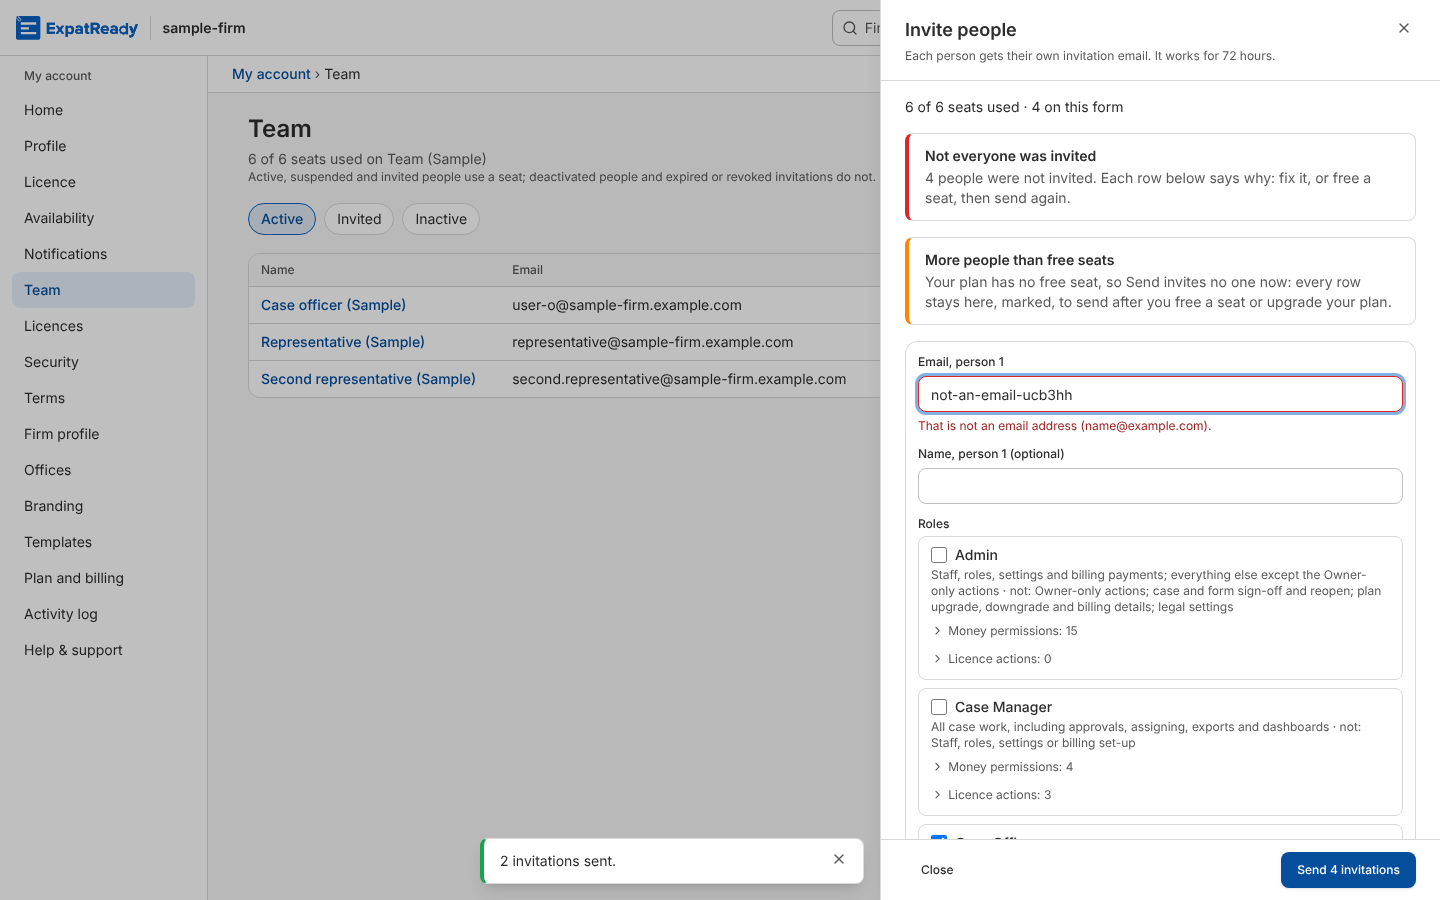 ExpatReady
sample-firm
My account
Home
Profile
Licence
Availability
Notifications
Team
Licences
Security
Terms
Firm profile
Offices
Branding
Templates
Plan and billing
Activity log
Help & support
My account › Team
Team
6 of 6 seats used on Team (Sample)
Active, suspended and invited people use a seat; deactivated people and expired or revoked invitations do not.
Active
Invited
Inactive
Name Email
Case officer (Sample) user-o@sample-firm.example.com
Representative (Sample) representative@sample-firm.example.com
Second representative (Sample) second.representative@sample-firm.example.com
2 invitations sent.
Invite people
Each person gets their own invitation email. It works for 72 hours.
6 of 6 seats used · 4 on this form
Not everyone was invited
4 people were not invited. Each row below says why: fix it, or free a
seat, then send again.
More people than free seats
Your plan has no free seat, so Send invites no one now: every row
stays here, marked, to send after you free a seat or upgrade your plan.
Email, person 1
not-an-email-ucb3hh
That is not an email address (name@example.com).
Name, person 1 (optional)
Roles
Admin
Staff, roles, settings and billing payments; everything else except the Owner-
only actions · not: Owner-only actions; case and form sign-off and reopen; plan
upgrade, downgrade and billing details; legal settings
Money permissions: 15
Licence actions: 0
Case Manager
All case work, including approvals, assigning, exports and dashboards · not:
Staff, roles, settings or billing set-up
Money permissions: 4
Licence actions: 3
Close
Send 4 invitations